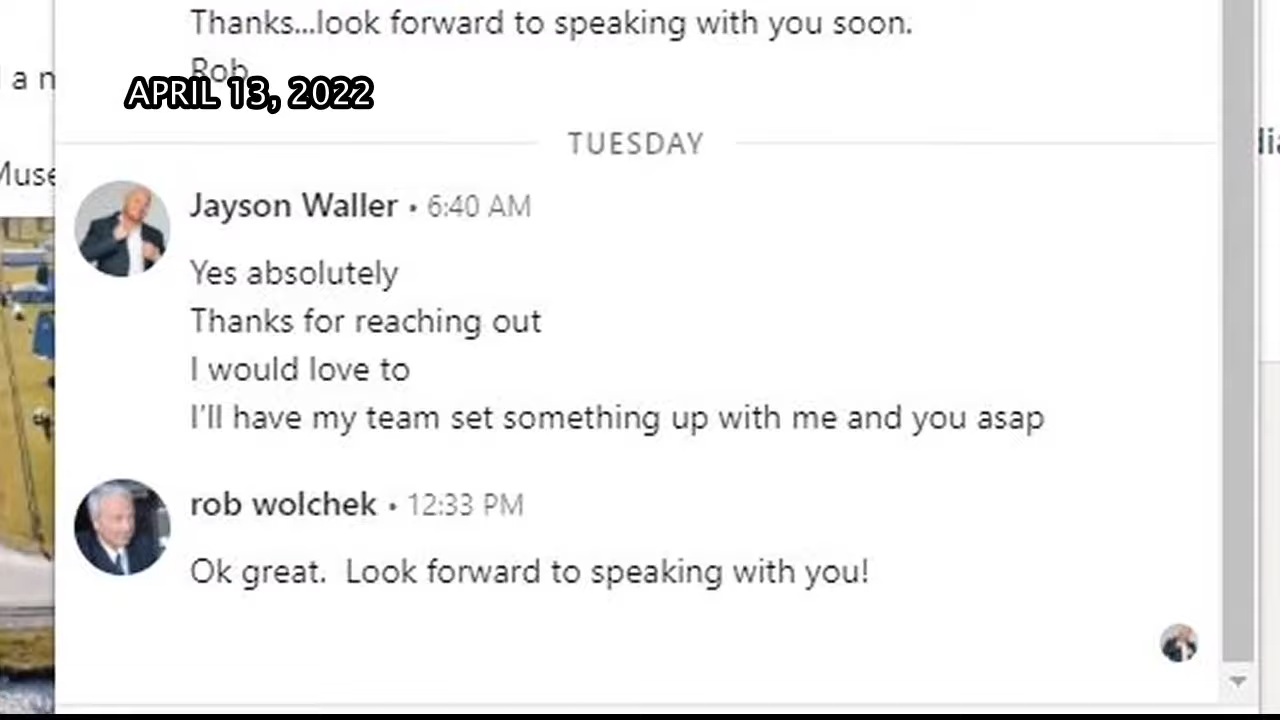 Thanks...look forward to speaking with you soon.
Rob
a n
APRIL 13, 2022
TUESDAY
Muse
Jayson Waller • 6:40 AM
Yes absolutely
Thanks for reaching out
I would love to
I'll have my team set something up with me and you asap
rob wolchek • 12:33 PM
Ok great.  Look forward to speaking with you!